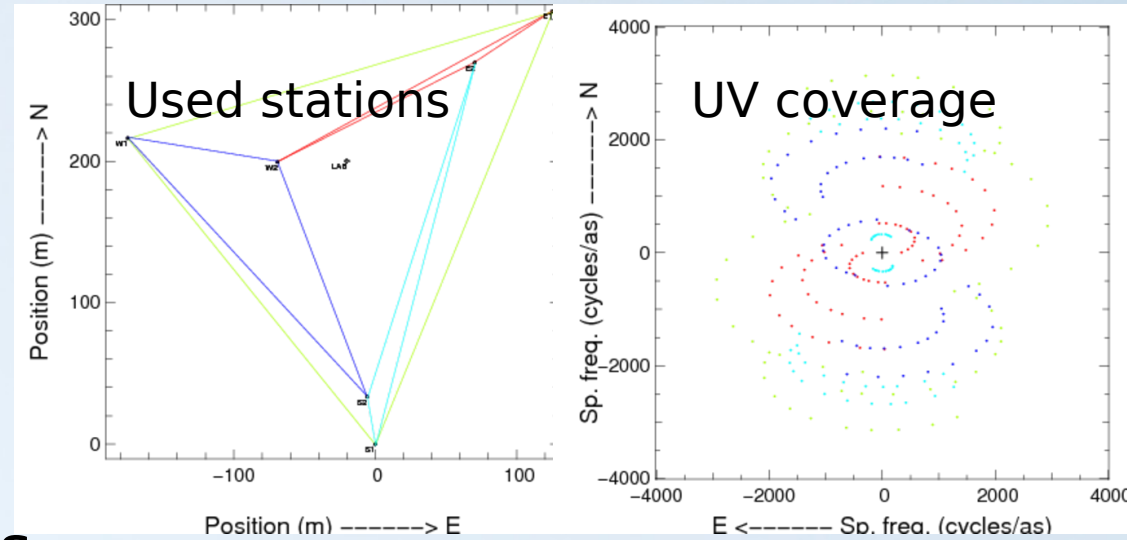 Used stations
Position (m) ------> N
300
200
100
0
E1
E2
W1
W2
LAB
S2
S1
−100
0
100
Position (m) ------> E
UV coverage
Sp. freq. (cycles/as) ------> N
4000
2000
0
−2000
−4000
−4000
−2000
0
2000
4000
E <------ Sp. freq. (cycles/as)